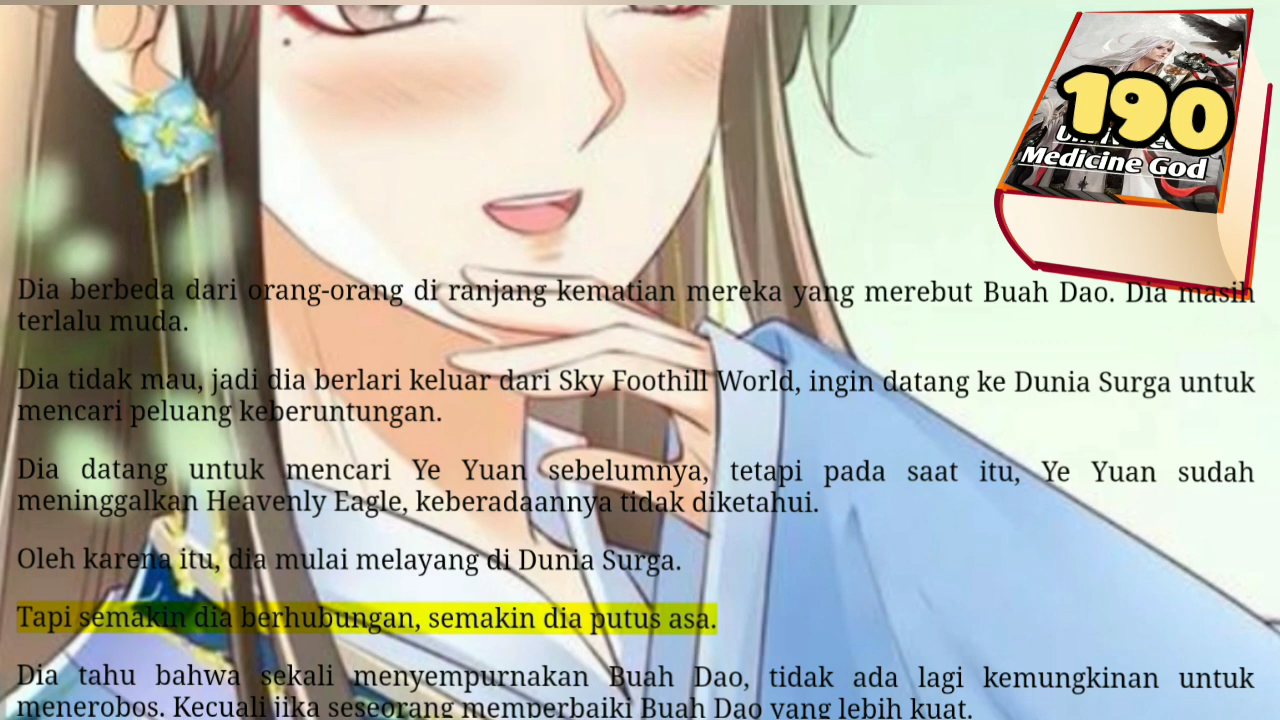 190
Medicine God
Dia berbeda dari orang-orang di ranjang kematian mereka yang merebut Buah Dao. Dia masih
terlalu muda.
Dia tidak mau, jadi dia berlari keluar dari Sky Foothill World, ingin datang ke Dunia Surga untuk
mencari peluang keberuntungan.
Dia datang untuk mencari Ye Yuan sebelumnya, tetapi pada saat itu, Ye Yuan sudah
meninggalkan Heavenly Eagle, keberadaannya tidak diketahui.
Oleh karena itu, dia mulai melayang di Dunia Surga.
Tapi semakin dia berhubungan, semakin dia putus asa.
Dia tahu bahwa sekali menyempurnakan Buah Dao, tidak ada lagi kemungkinan untuk
menerobos. Kecuali jika seseorang memperbaiki Buah Dao yang lebih kuat.